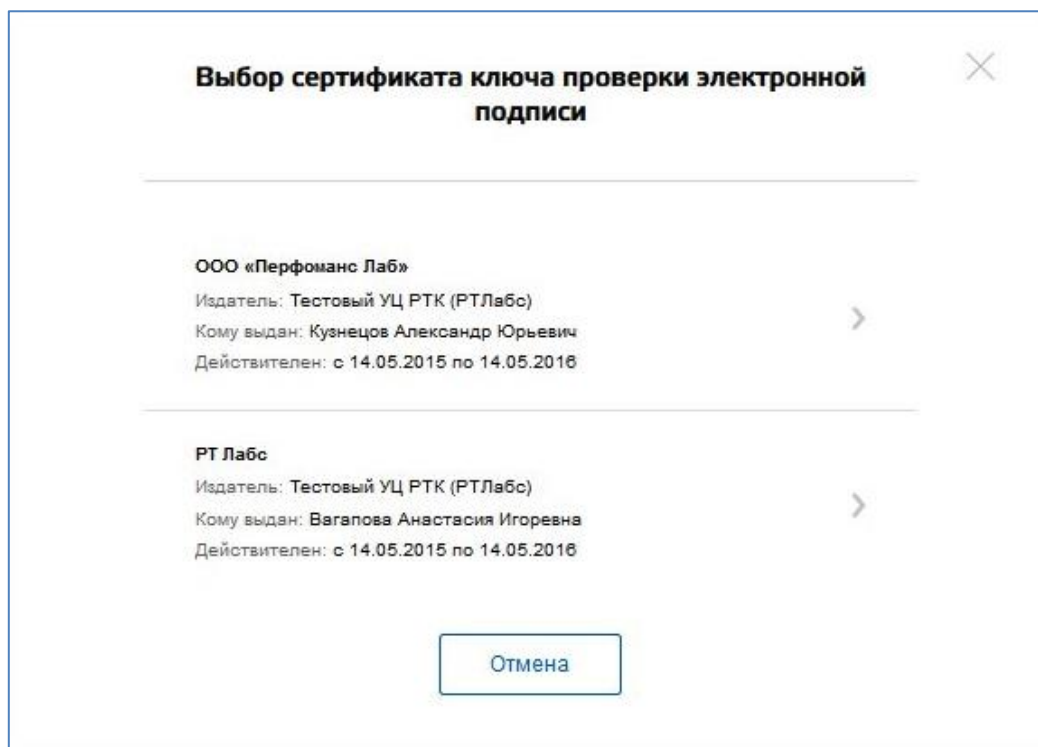 Выбор сертификата ключа проверки электронной
подписи
ООО «Перфоманс Лаб»
Издатель: Тестовый УЦ РТК (РТЛабс)
Кому выдан: Кузнецов Александр Юрьевич
Действителен: с 14.05.2015 по 14.05.2016
РТ Лабс
Издатель: Тестовый УЦ РТК (РТЛабс)
Кому выдан: Вагапова Анастасия Игоревна
Действителен: с 14.05.2015 по 14.05.2016
Отмена